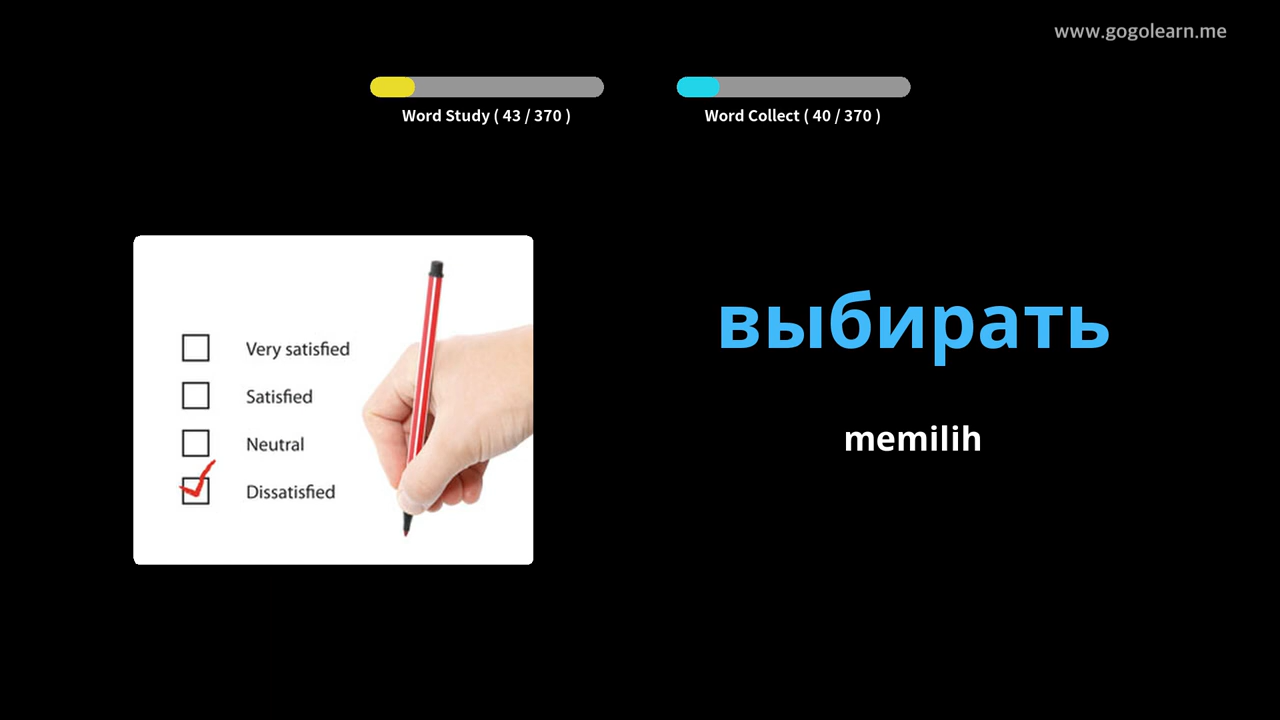 www.gogolearn.me
Word Study ( 43 / 370 )
Word Collect ( 40 / 370 )
Very satisfied
Satisfied
Neutral
Dissatisfied
выбирать
memilih